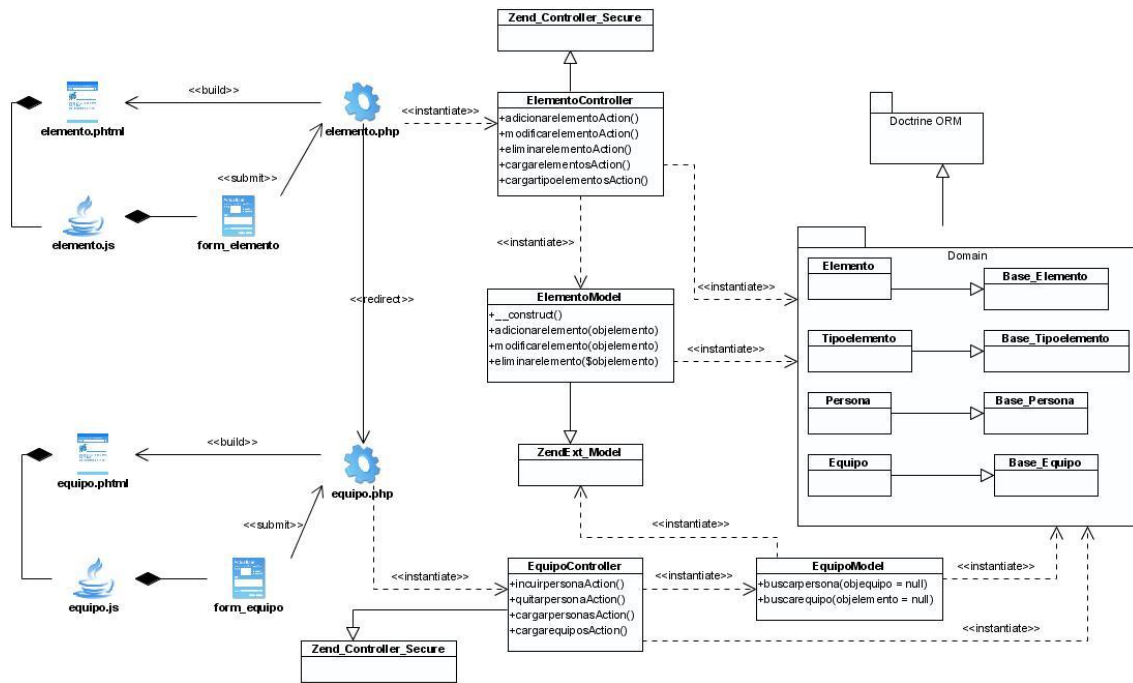 Zend_Controller_Secure
<<build>>
elemento.phtml
elemento.php
<<instantiate>>
ElementoController
+adicionarelementoAction()
+modificarelementoAction()
+eliminarelementoAction()
+cargarelementosAction()
+cargartipoelementosAction()
Doctrine ORM
<<submit>>
elemento.js
form_elemento
<<instantiate>>
<<instantiate>>
<<redirect>>
ElementoModel
+__construct()
+adicionarelemento(objelemento)
+modificarelemento(objelemento)
+eliminarelemento($objelemento)
<<instantiate>>
Domain
Elemento
Base_Elemento
Tipoelemento
Base_Tipoelemento
Persona
Base_Persona
Equipo
Base_Equipo
<<build>>
equipo.phtml
equipo.php
ZendExt_Model
<<submit>>
<<instantiate>>
equipo.js
form_equipo
<<instantiate>>
EquipoController
+incuirpersonaAction()
+quitarpersonaAction()
+cargarpersonasAction()
+cargarequiposAction()
<<instantiate>>
EquipoModel
+buscarpersona(objequipo = null)
+buscarequipo(objelemento = null)
<<instantiate>>
<<instantiate>>
Zend_Controller_Secure